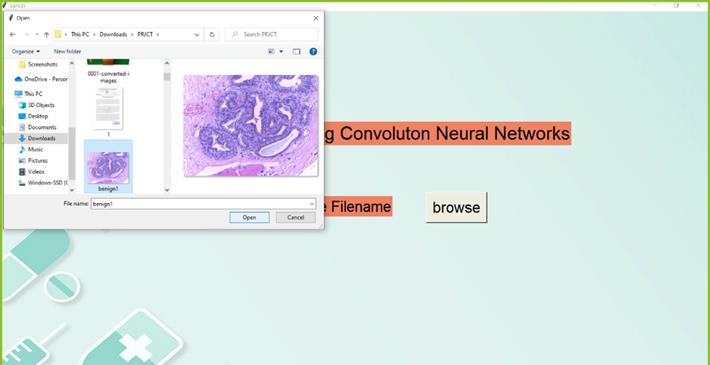 cancer
Open
This PC > Downloads > PRJCT >
Search PRJCT
Organize
New folder
Screenshots
OneDrive - Person
This PC
3D Objects
Desktop
Documents
Downloads
Music
Pictures
Videos
Windows-SSD (C
0001-converted-i
mages
1
benign1
g Convoluton Neural Networks
e Filename
browse
File name:
benign1
Open
Cancel